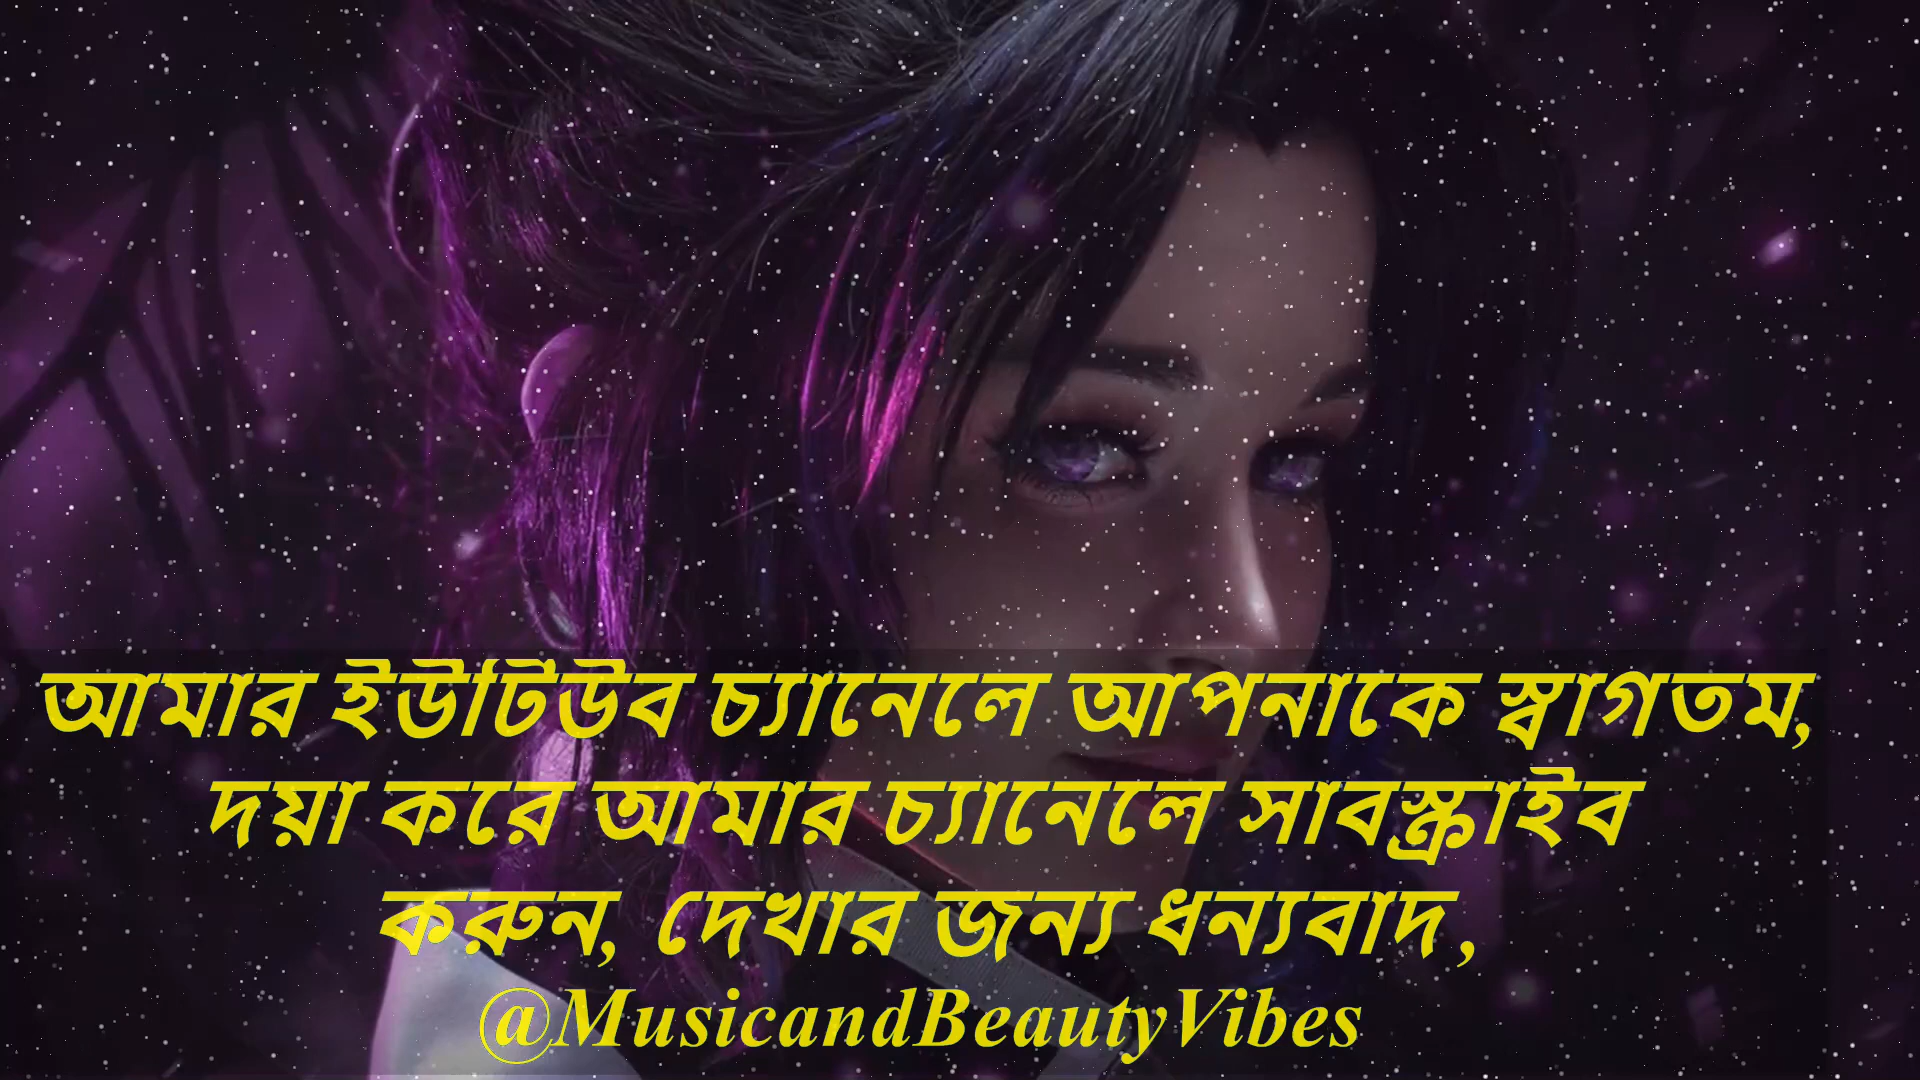 আমার ইউটিউব চ্যানেলে আপনাকে স্বাগতম,
দয়া করে আমার চ্যানেলে সাবস্ক্রাইব
করুন, দেখার জন্য ধন্যবাদ,
@MusicandBeautyVibes